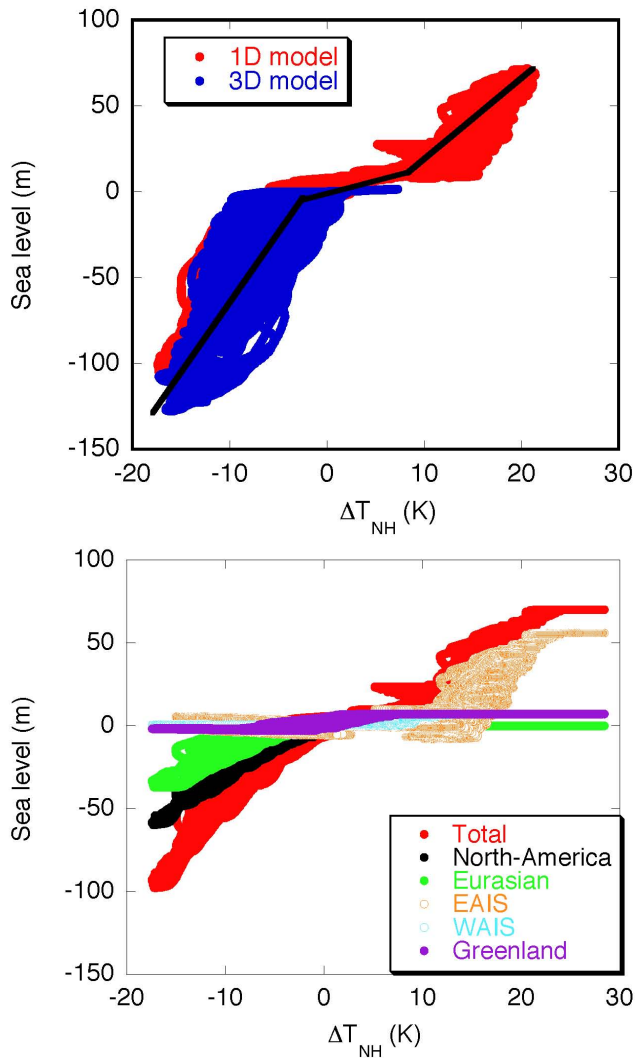 100
50
0
-50
-100
-150
Sea level (m)
1D model
3D model
-20 -10 0 10 20 30
ΔT_NH (K)
100
50
0
-50
-100
-150
Sea level (m)
Total
North-America
Eurasian
EAIS
WAIS
Greenland
-20 -10 0 10 20 30
ΔT_NH (K)